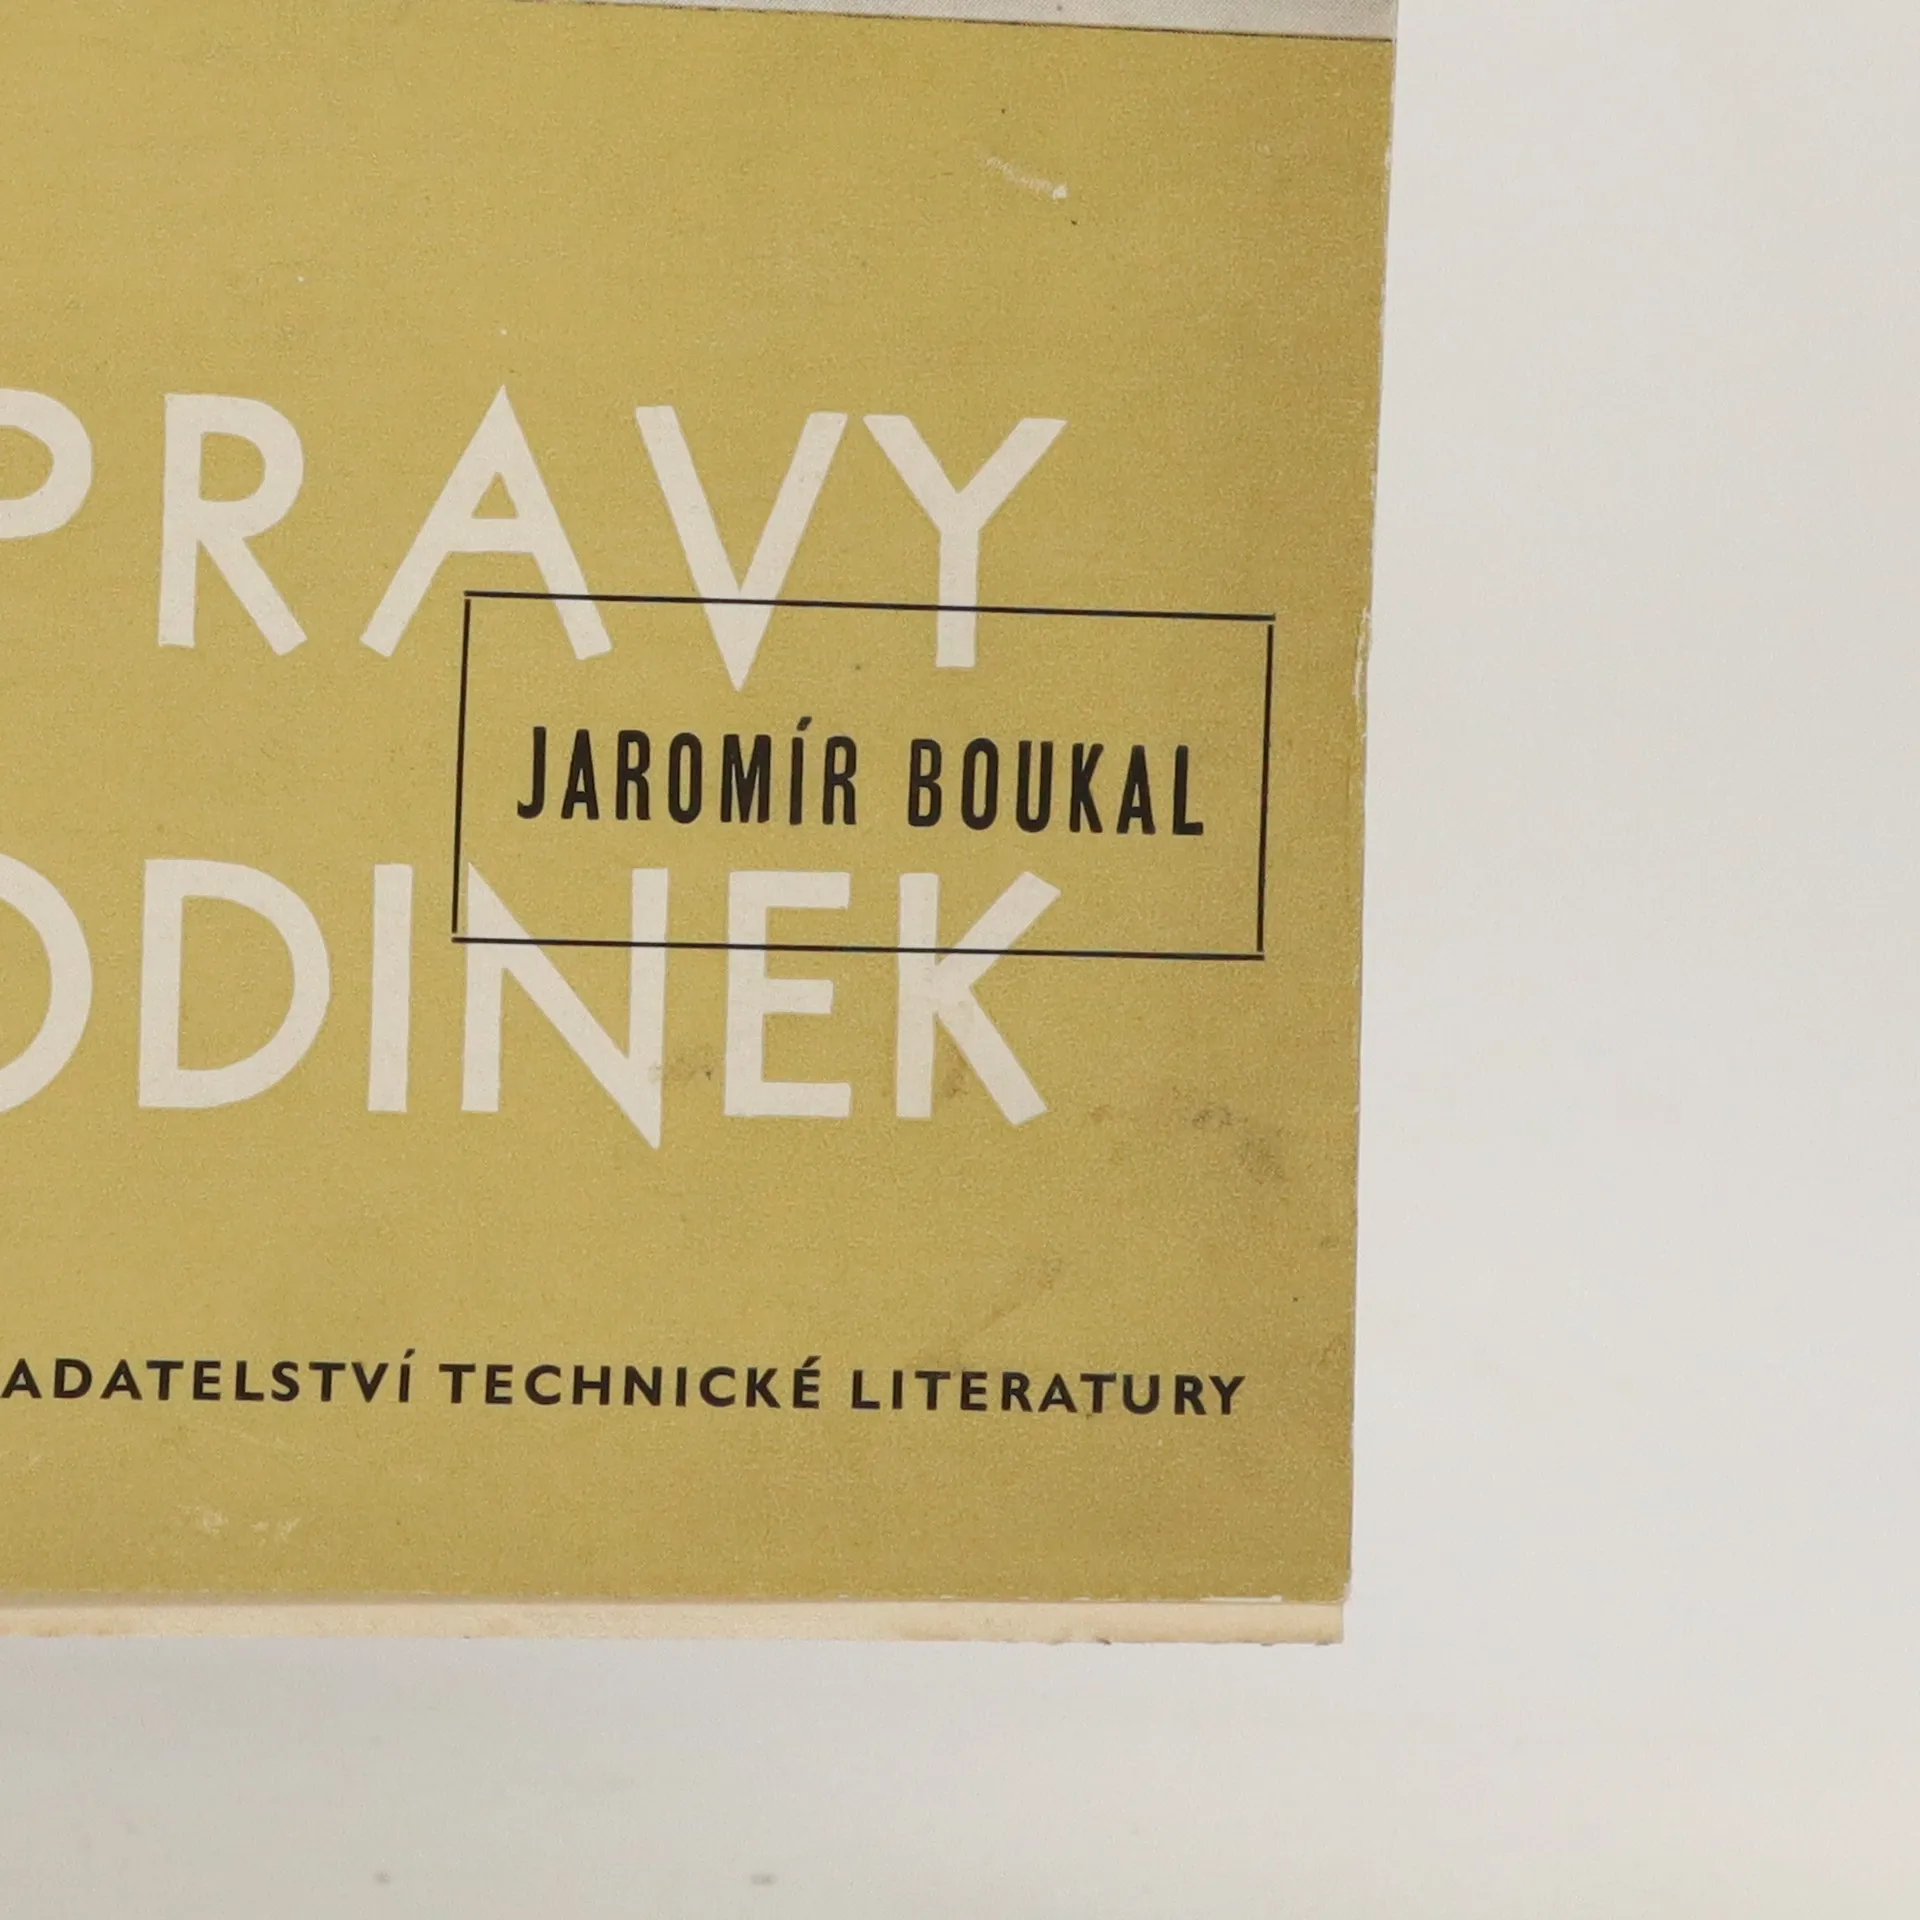 PRAVY
JAROMÍR BOUKAL
ODINEK
ADATELSTVÍ TECHNICKÉ LITERATURY